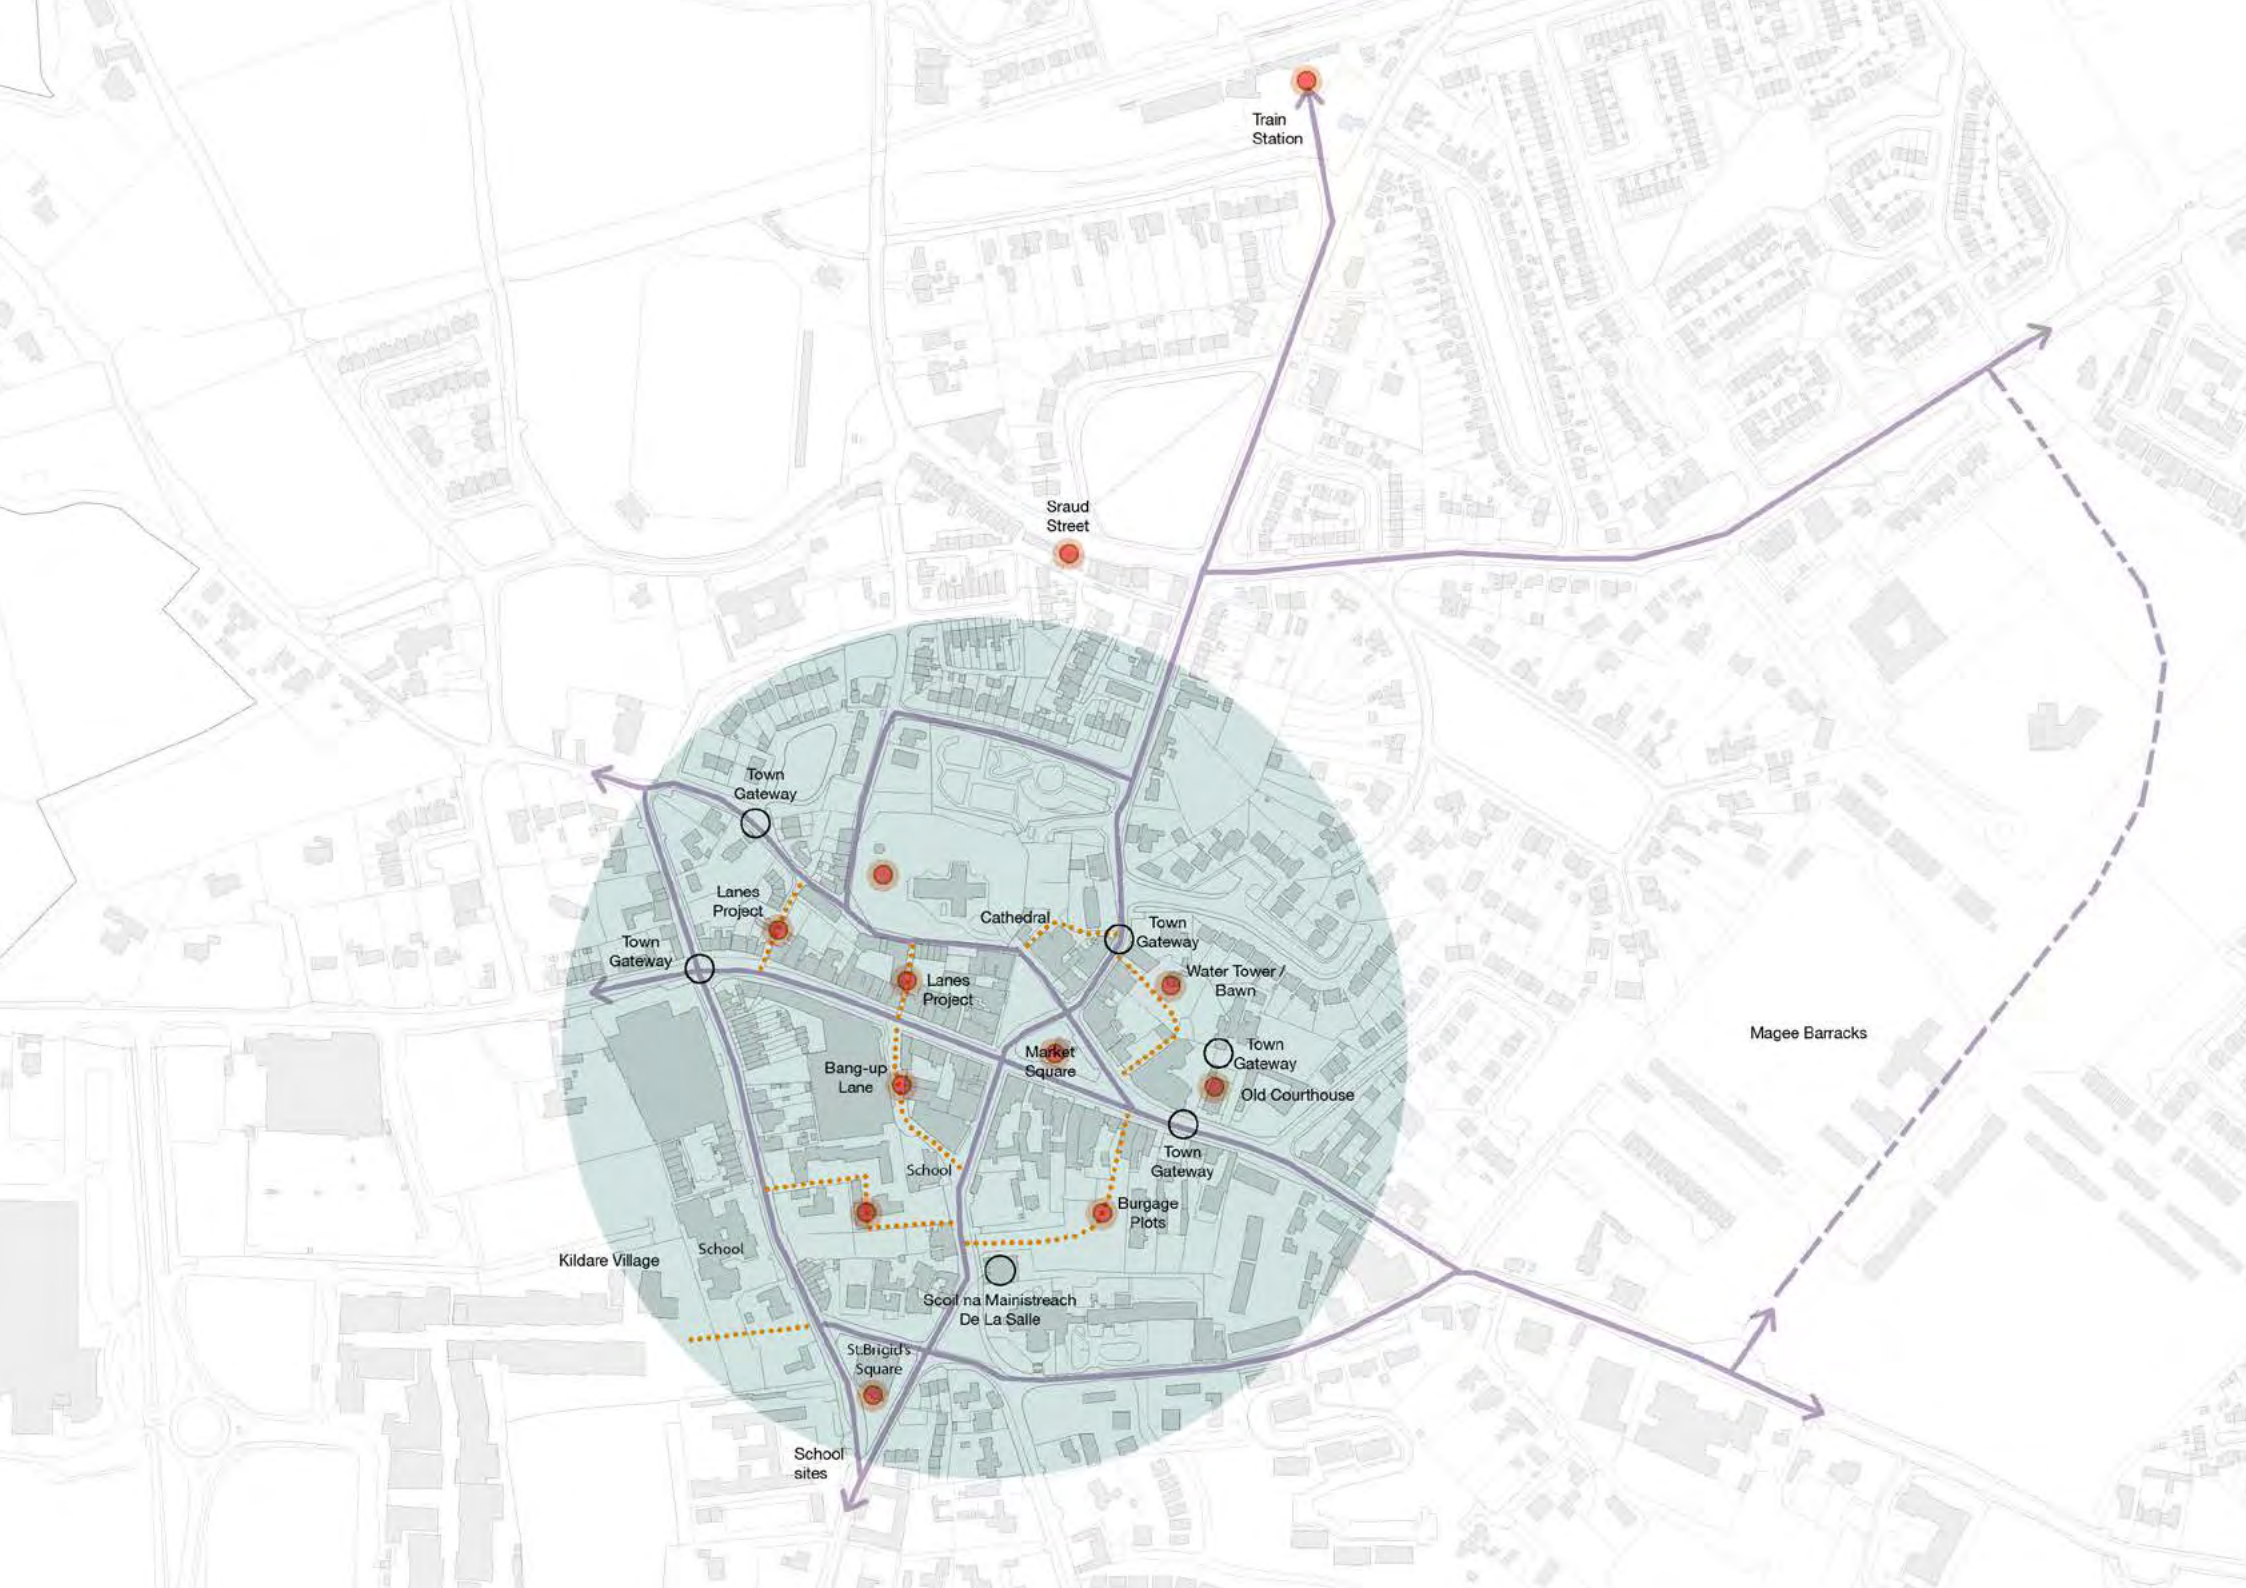 Train
Station
Sraud
Street
Town
Gateway
Lanes
Project
Cathedral
Town
Gateway
Town
Gateway
Water Tower /
Bawn
Lanes
Project
Magee Barracks
Market
Square
Town
Gateway
Bang-up
Lane
Old Courthouse
Town
Gateway
School
Burgage
Plots
School
Kildare Village
Scoil na Mainistreach
De La Salle
St.Brigid's
Square
School
sites